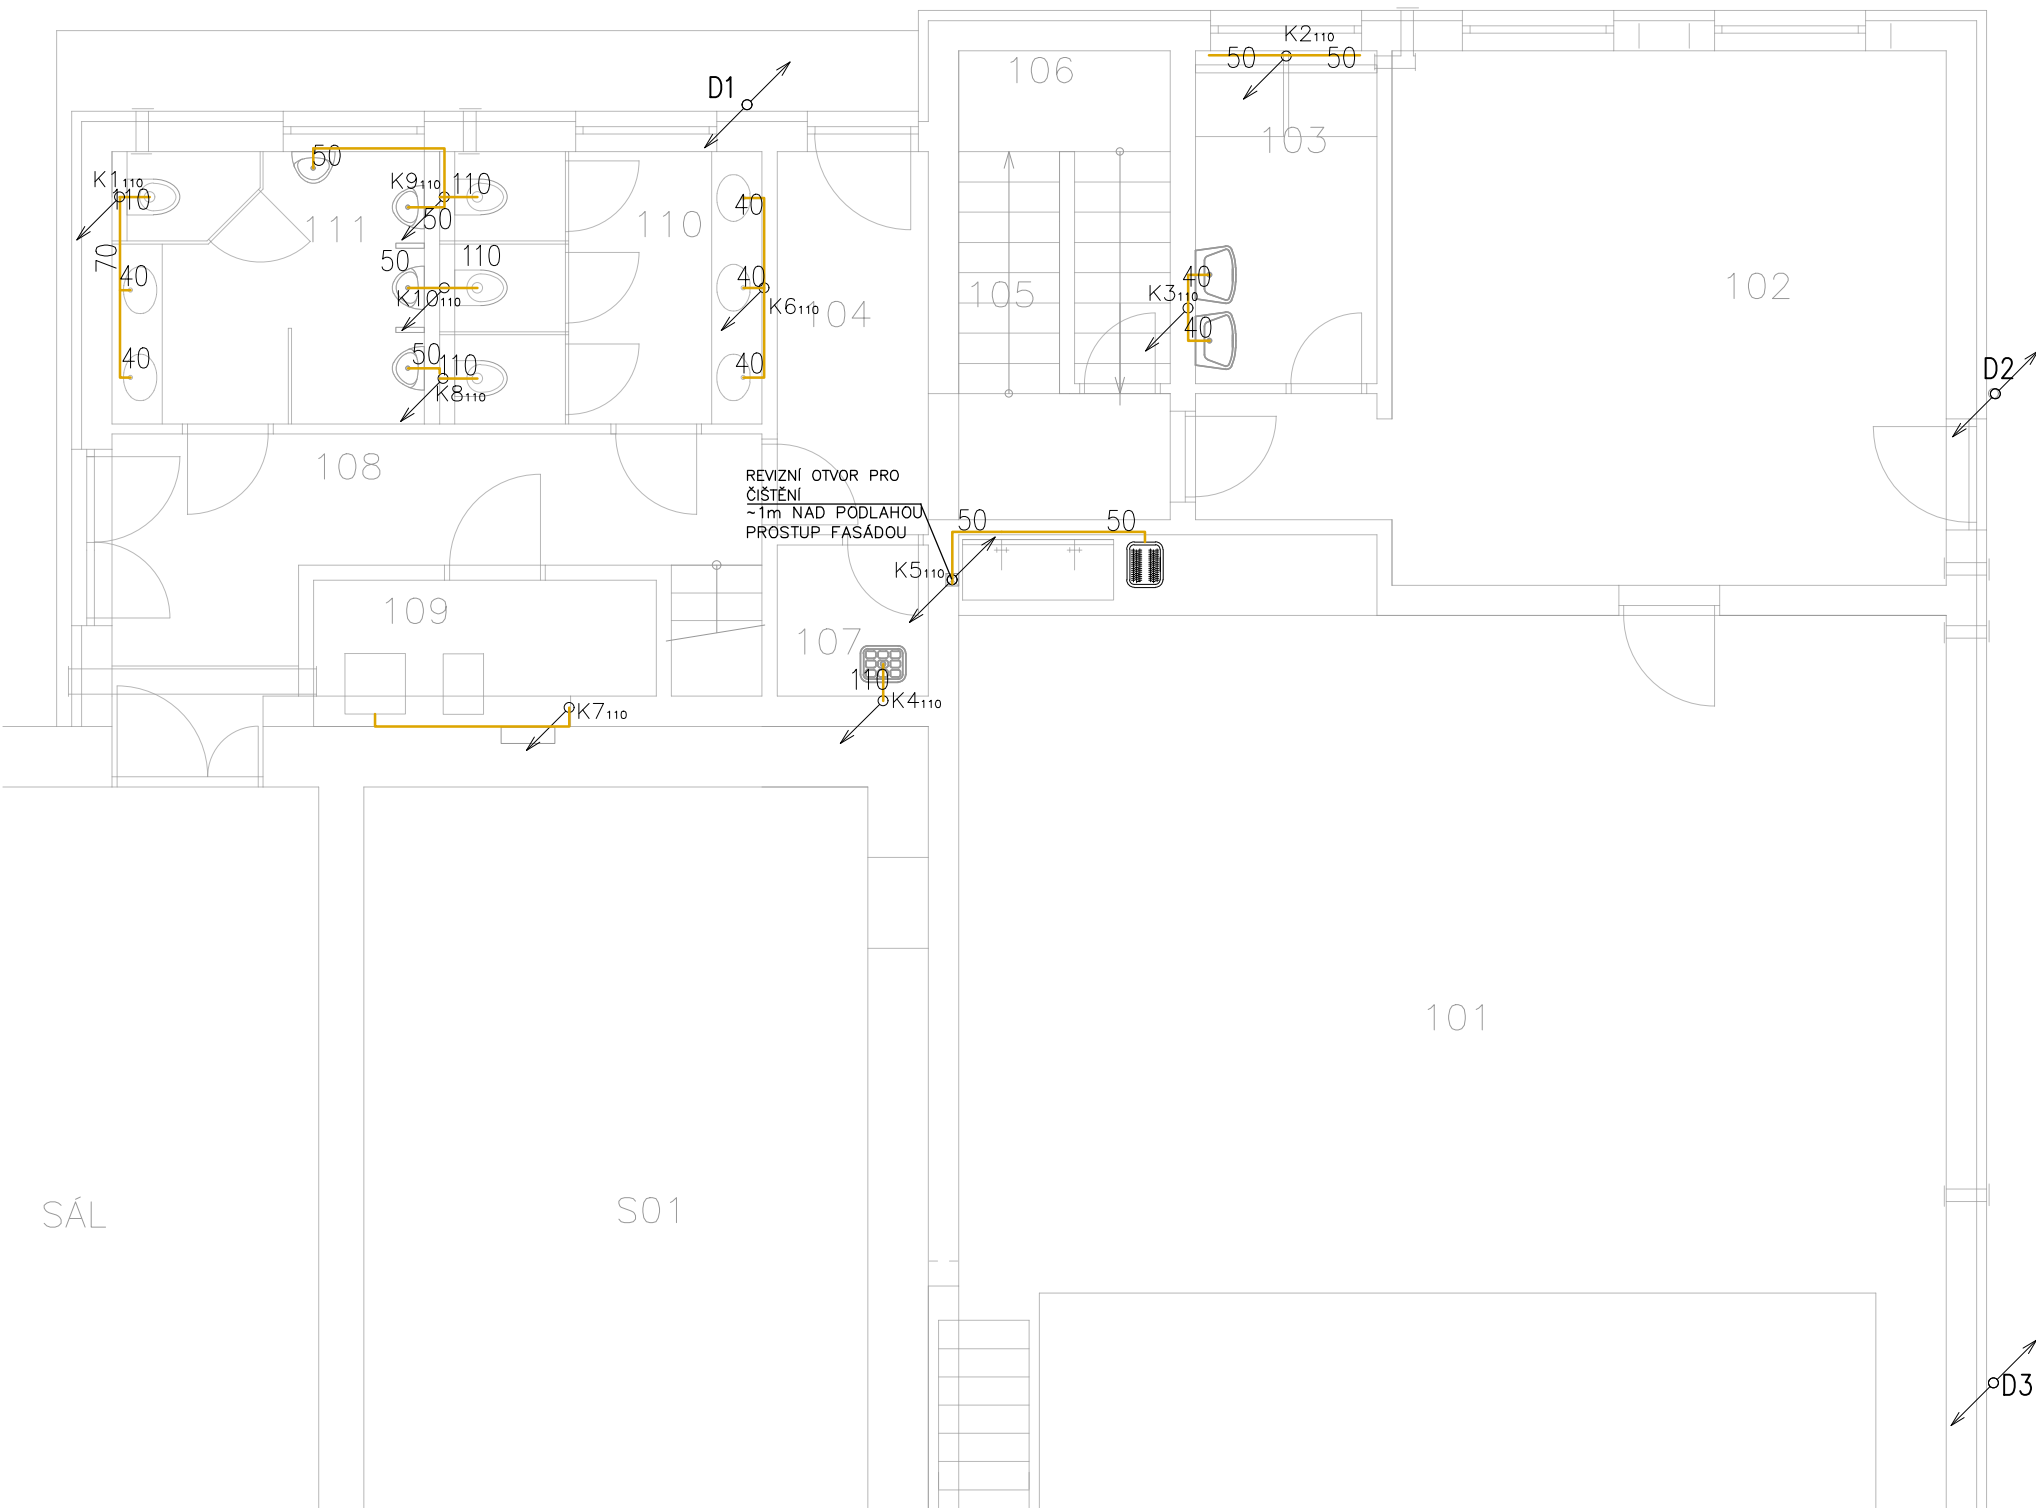 K2110
50
50
106
D1
103
50
K1110
110
K9110
110
40
111
50
110
70
50
110
40
40
K10110
K6110
104
105
40
K3110
40
102
40
50
110
40
K8110
D2
108
REVIZNÍ OTVOR PRO
ČIŠTĚNÍ
~1m NAD PODLAHOU
PROSTUP FASÁDOU
50
50
K5110
109
107
110
K4110
K7110
101
SÁL
S01
D3